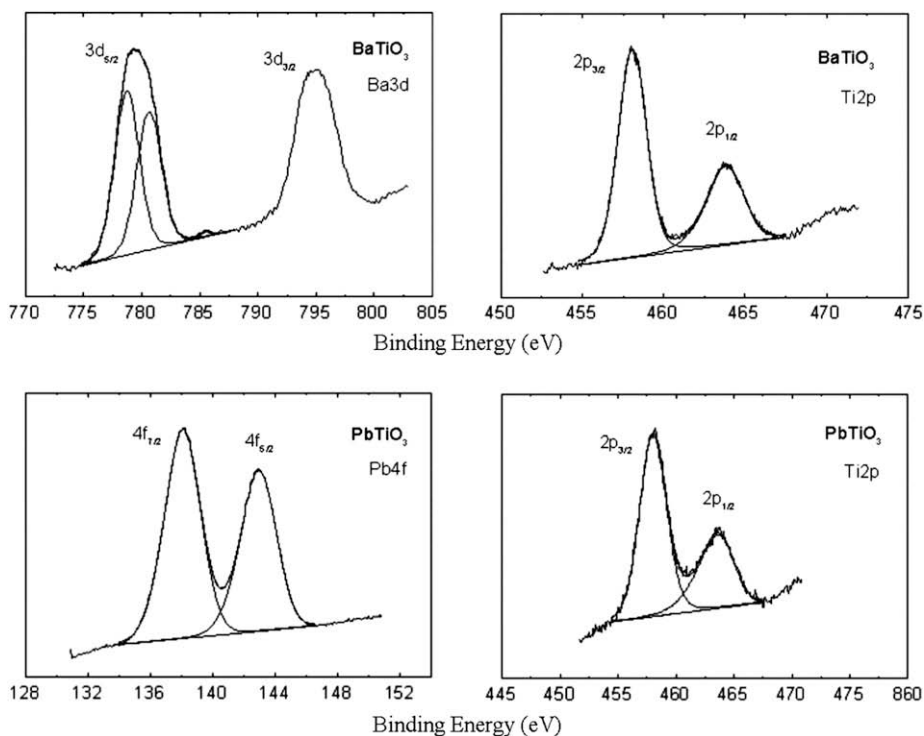 3d5/2
3d3/2
BaTiO3
Ba3d
770 775 780 785 790 795 800 805
2p3/2
2p1/2
BaTiO3
Ti2p
450 455 460 465 470 475
Binding Energy (eV)
4f1/2
4f5/2
PbTiO3
Pb4f
128 132 136 140 144 148 152
2p3/2
2p1/2
PbTiO3
Ti2p
445 450 455 460 465 470 475 860
Binding Energy (eV)